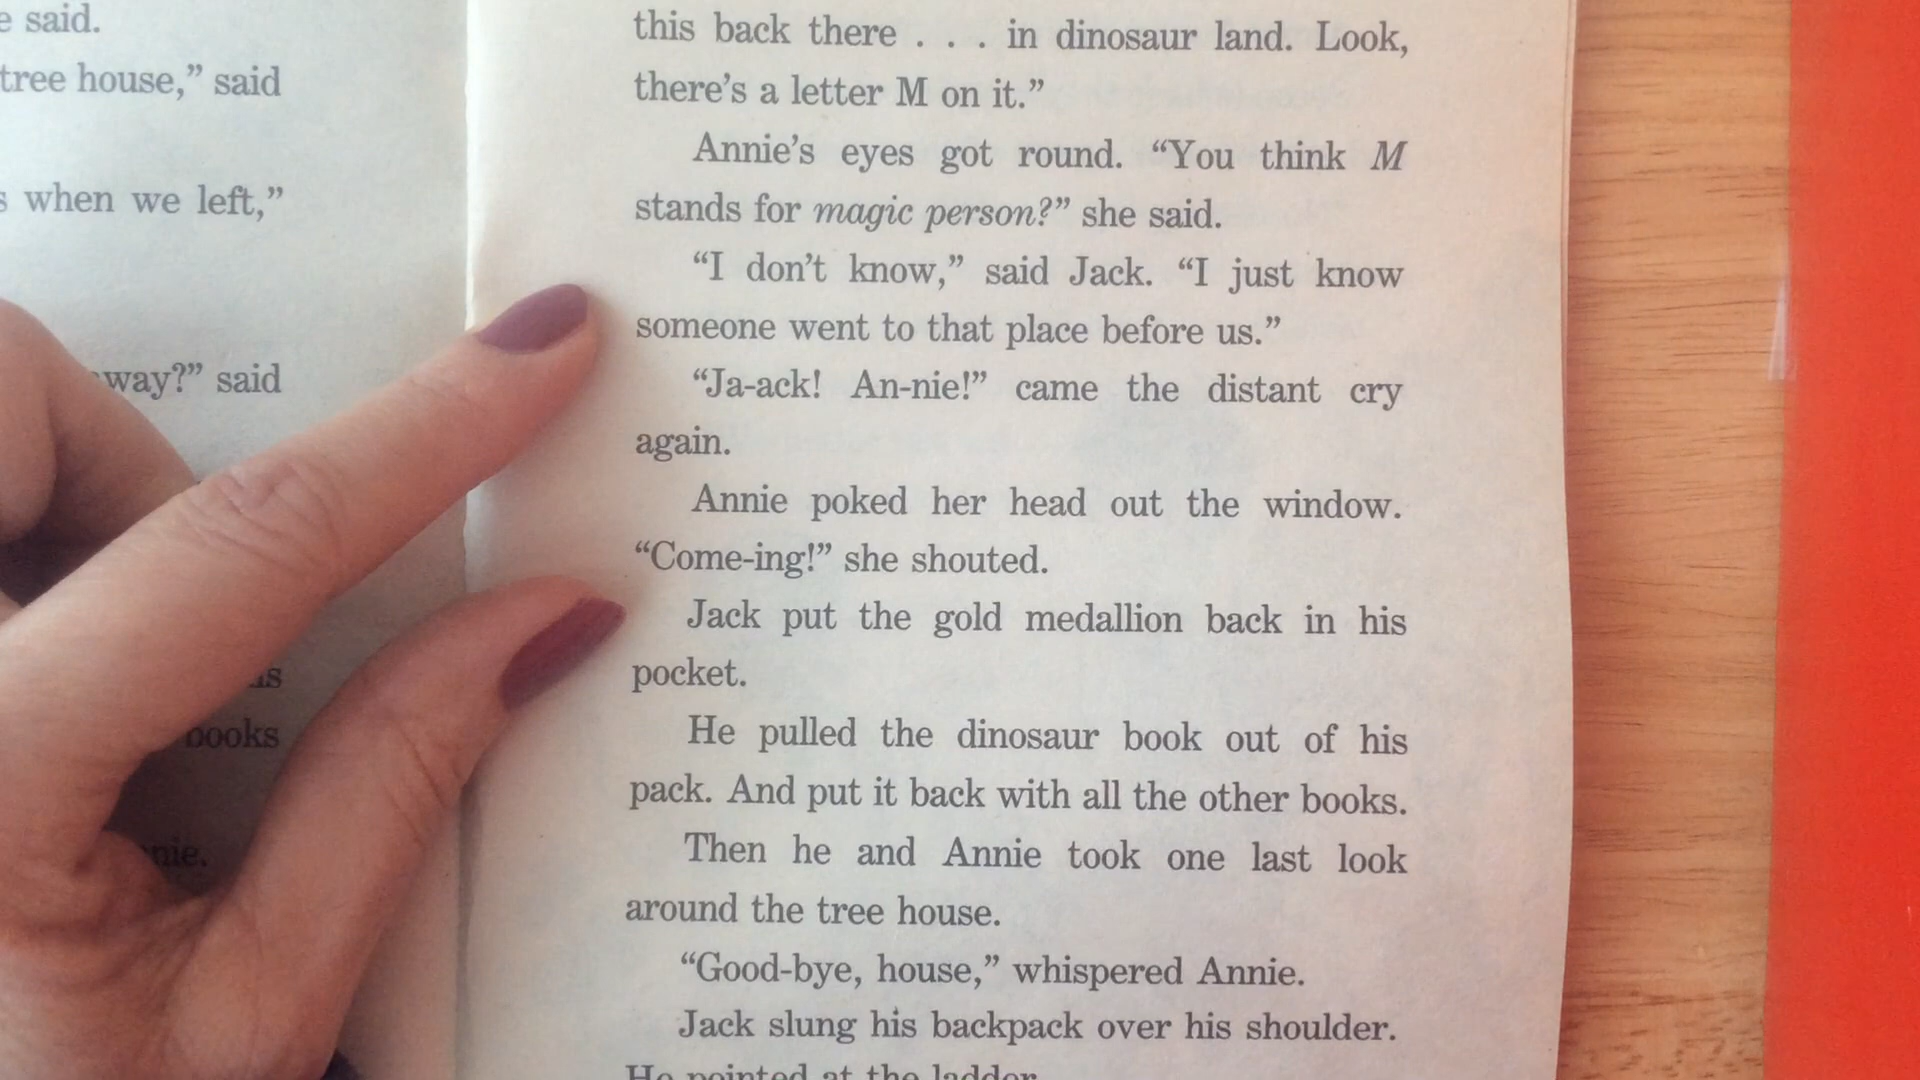 e said.
tree house,” said
s when we left,”
way?” said
books
nie.
this back there . . . in dinosaur land. Look,
there’s a letter M on it.”
Annie’s eyes got round. “You think M
stands for magic person?” she said.
“I don’t know,” said Jack. “I just know
someone went to that place before us.”
“Ja-ack! An-nie!” came the distant cry
again.
Annie poked her head out the window.
“Come-ing!” she shouted.
Jack put the gold medallion back in his
pocket.
He pulled the dinosaur book out of his
pack. And put it back with all the other books.
Then he and Annie took one last look
around the tree house.
“Good-bye, house,” whispered Annie.
Jack slung his backpack over his shoulder.
He pointed at the ladder.